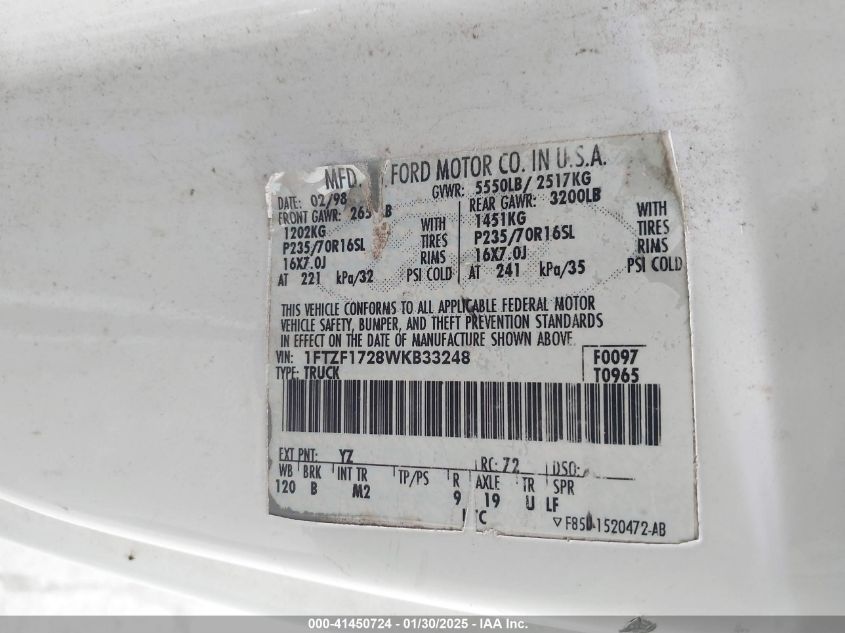 MFD. FORD MOTOR CO. IN U.S.A.
DATE: 02/98 GVWR: 5550LB/ 2517KG
FRONT GAWR: LB REAR GAWR: 3200LB
1202KG WITH 1451KG WITH
P235/70R16SL TIRES P235/70R16SL TIRES
16X7.0J RIMS 16X7.0J RIMS
AT 221 kPa/32 PSI COLD AT 241 kPa/35 PSI COLD
THIS VEHICLE CONFORMS TO ALL APPLICABLE FEDERAL MOTOR
VEHICLE SAFETY, BUMPER, AND THEFT PREVENTION STANDARDS
IN EFFECT ON THE DATE OF MANUFACTURE SHOWN ABOVE.
VIN: 1FTZF1728WKB33248 F0097
TYPE: TRUCK T0965
EXT PNT: YZ RC: 72 DSO:
WB BRK INT TR TP/PS R AXLE TR SPR
120 B M2 9 19 U LF
▽ F85 1520472-AB
000-41450724 - 01/30/2025 - IAA Inc.